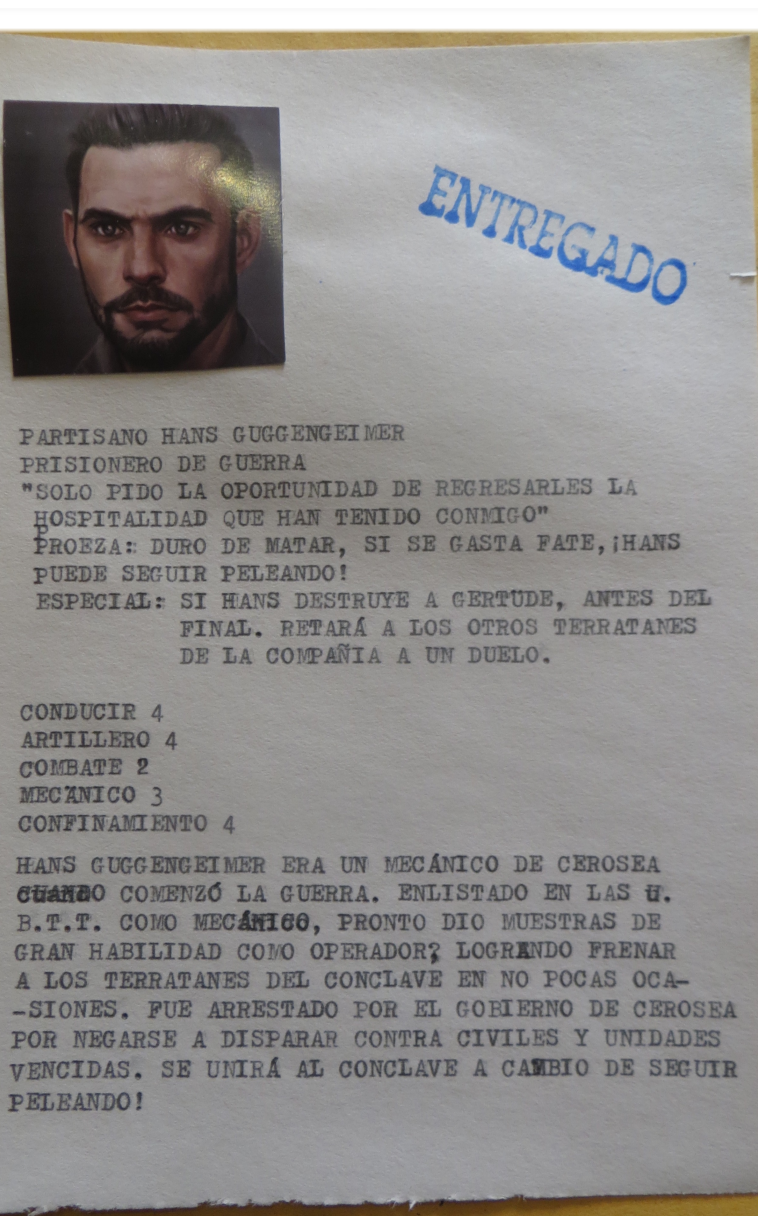 ENTREGADO
PARTISANO HANS GUGGENGEIMER
PRISIONERO DE GUERRA
"SOLO PIDO LA OPORTUNIDAD DE REGRESARLES LA
HOSPITALIDAD QUE HAN TENIDO CONMIGO"
PROEZA: DURO DE MATAR, SI SE GASTA FATE,¡HANS
PUEDE SEGUIR PELEANDO!
ESPECIAL: SI HANS DESTRUYE A GERTUDE, ANTES DEL
FINAL. RETARÁ A LOS OTROS TERRATANES
DE LA COMPAÑIA A UN DUELO.
CONDUCIR 4
ARTILLERO 4
COMBATE 2
MECÁNICO 3
CONFINAMIENTO 4
HANS GUGGENGEIMER ERA UN MECÁNICO DE CEROSEA
CUANDO COMENZÓ LA GUERRA. ENLISTADO EN LAS U.
B.T.T. COMO MECÁNICO, PRONTO DIO MUESTRAS DE
GRAN HABILIDAD COMO OPERADOR? LOGRANDO FRENAR
A LOS TERRATANES DEL CONCLAVE EN NO POCAS OCA-
-SIONES. FUE ARRESTADO POR EL GOBIERNO DE CEROSEA
POR NEGARSE A DISPARAR CONTRA CIVILES Y UNIDADES
VENCIDAS. SE UNIRÁ AL CONCLAVE A CAMBIO DE SEGUIR
PELEANDO!